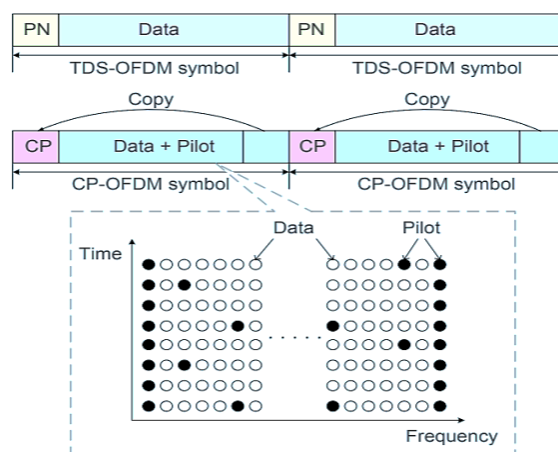 PN Data PN Data
TDS-OFDM symbol TDS-OFDM symbol
Copy Copy
CP Data + Pilot CP Data + Pilot
CP-OFDM symbol CP-OFDM symbol
Data Pilot
Time
Frequency